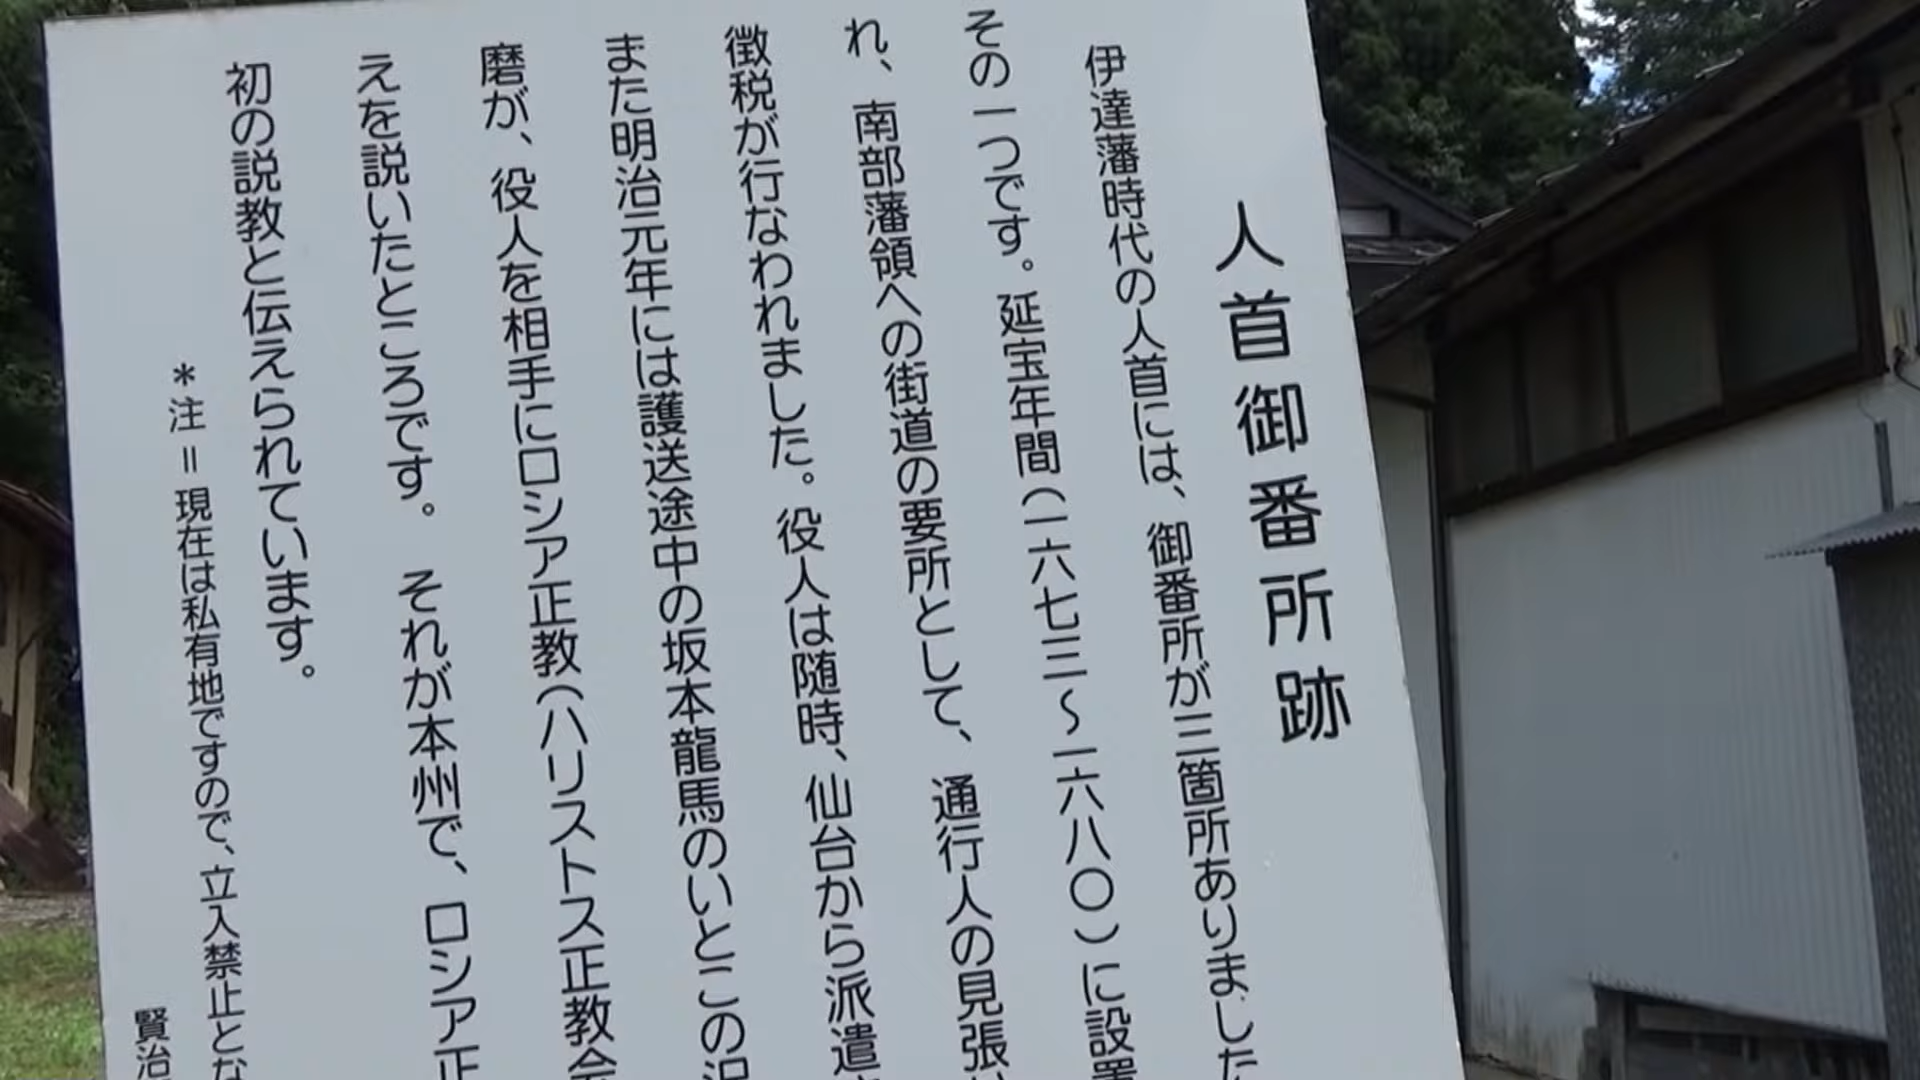 人首御番所跡
伊達藩時代の人首には、御番所が三箇所ありました
その一つです。延宝年間(一六七三～一六八〇)に設置
れ、南部藩領への街道の要所として、通行人の見張
徴税が行なわれました。役人は随時、仙台から派遣
また明治元年には護送途中の坂本龍馬のいとこの沢
磨が、役人を相手にロシア正教(ハリストス正教会
えを説いたところです。それが本州で、ロシア正
初の説教と伝えられています。
＊注＝現在は私有地ですので、立入禁止とな
賢治